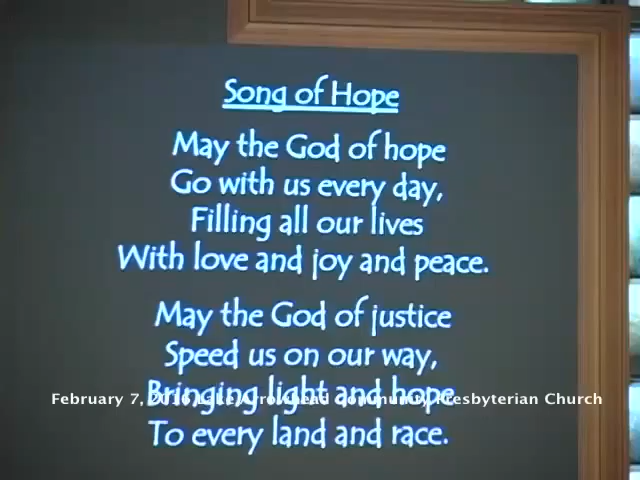 Song of Hope
May the God of hope
Go with us every day,
Filling all our lives
With love and joy and peace.
May the God of justice
Speed us on our way,
Bringing light and hope
February 7, 2016 Lake Arrowhead Community Presbyterian Church
To every land and race.